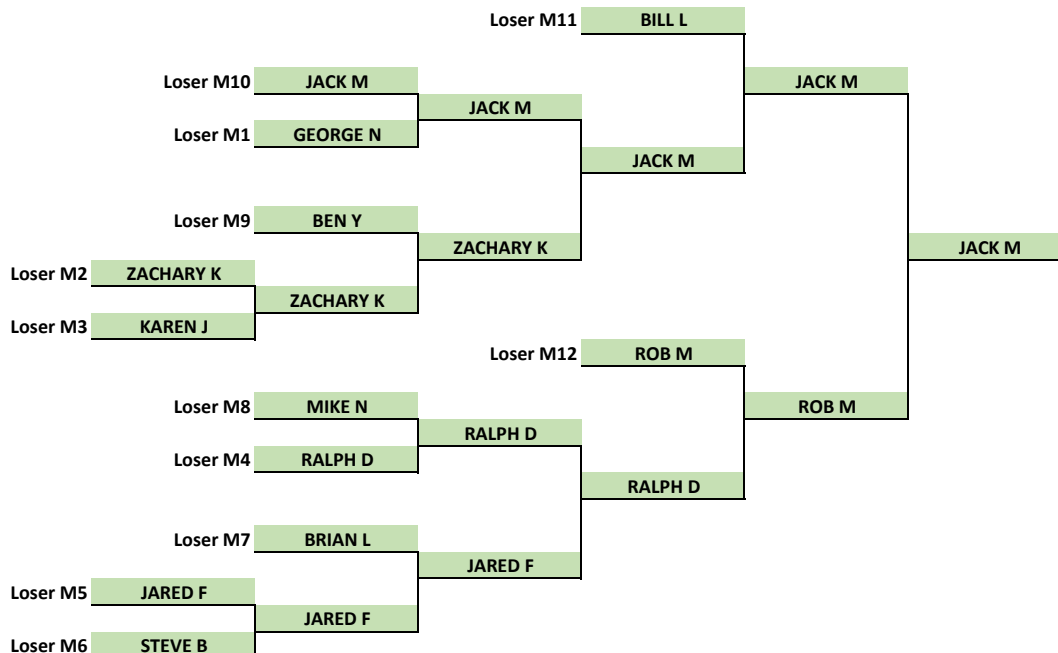 Loser M11 BILL L
Loser M10 JACK M JACK M
JACK M
Loser M1 GEORGE N
JACK M
Loser M9 BEN Y
ZACHARY K JACK M
Loser M2 ZACHARY K
ZACHARY K
Loser M3 KAREN J
Loser M12 ROB M
Loser M8 MIKE N ROB M
RALPH D
Loser M4 RALPH D
RALPH D
Loser M7 BRIAN L
JARED F
Loser M5 JARED F
JARED F
Loser M6 STEVE B